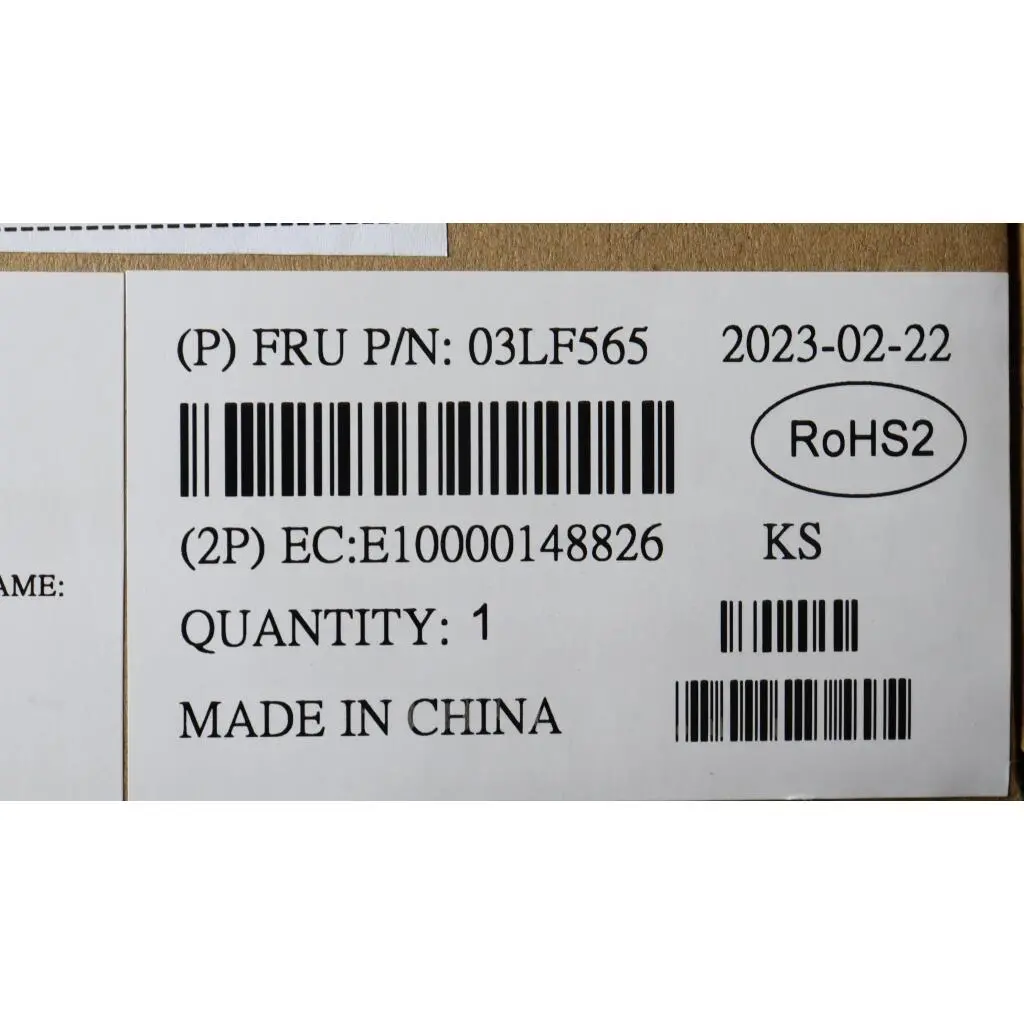 (P) FRU P/N: 03LF565 2023-02-22
RoHS2
(2P) EC:E10000148826 KS
AME:
QUANTITY: 1
MADE IN CHINA